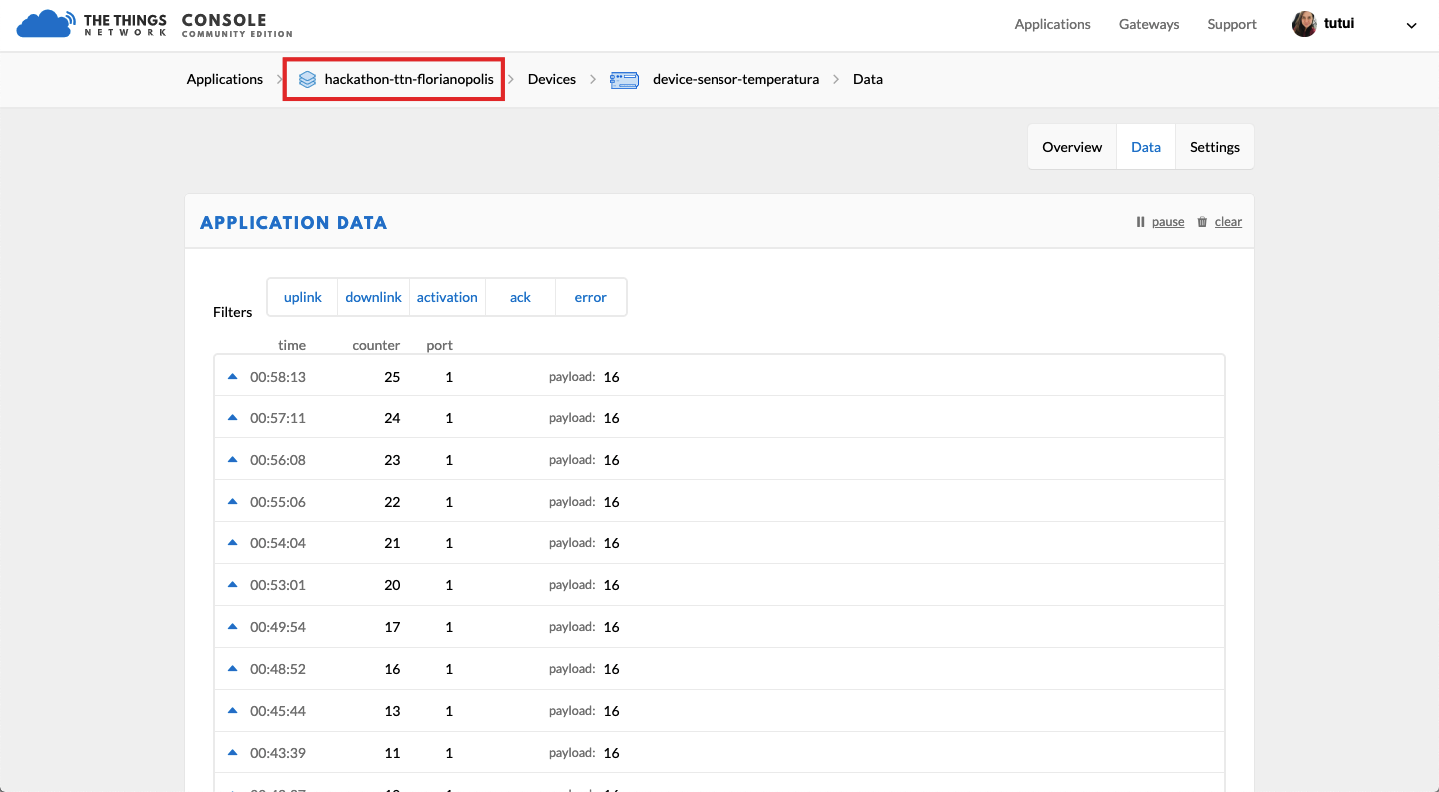 THE THINGS NETWORK CONSOLE COMMUNITY EDITION
Applications Gateways Support tutui
Applications hackathon-ttn-florianopolis Devices device-sensor-temperatura Data
Overview Data Settings
APPLICATION DATA pause clear
Filters uplink downlink activation ack error
time counter port
00:58:13 25 1 payload: 16
00:57:11 24 1 payload: 16
00:56:08 23 1 payload: 16
00:55:06 22 1 payload: 16
00:54:04 21 1 payload: 16
00:53:01 20 1 payload: 16
00:49:54 17 1 payload: 16
00:48:52 16 1 payload: 16
00:45:44 13 1 payload: 16
00:43:39 11 1 payload: 16